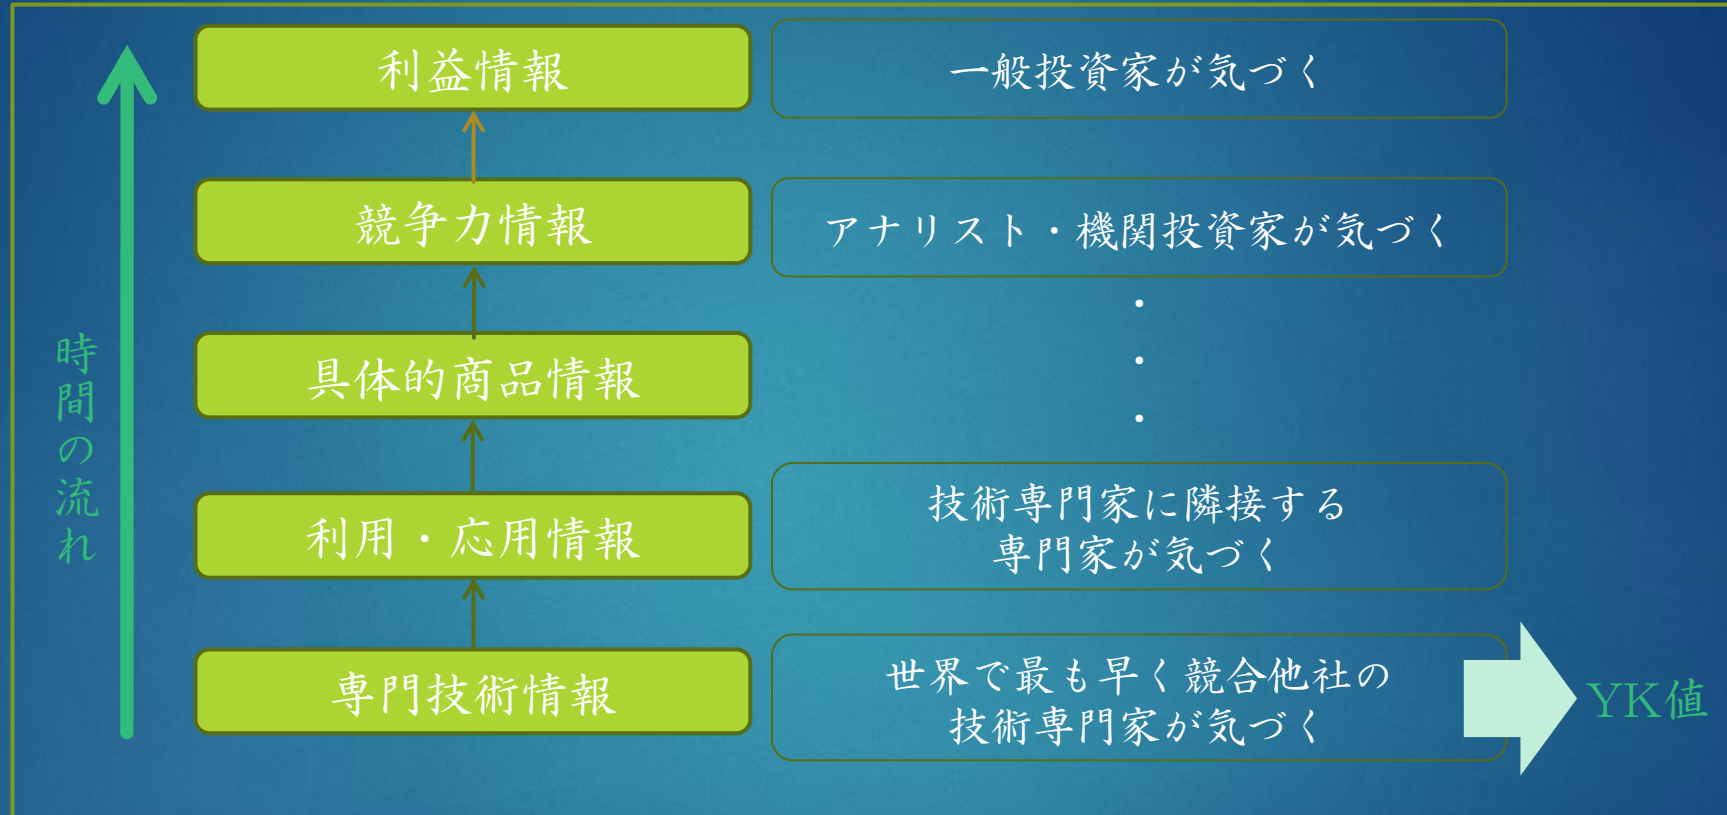 利益情報
一般投資家が気づく
競争力情報
アナリスト・機関投資家が気づく
・
・
・
具体的商品情報
時間の流れ
利用・応用情報
技術専門家に隣接する
専門家が気づく
専門技術情報
世界で最も早く競合他社の
技術専門家が気づく
YK値